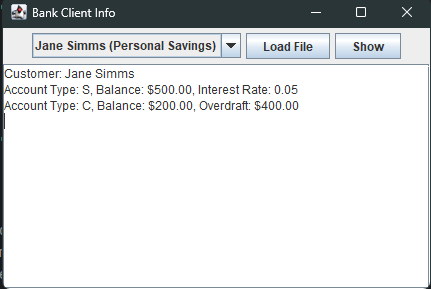 Bank Client Info
Jane Simms (Personal Savings) Load File Show
Customer: Jane Simms
Account Type: S, Balance: $500.00, Interest Rate: 0.05
Account Type: C, Balance: $200.00, Overdraft: $400.00